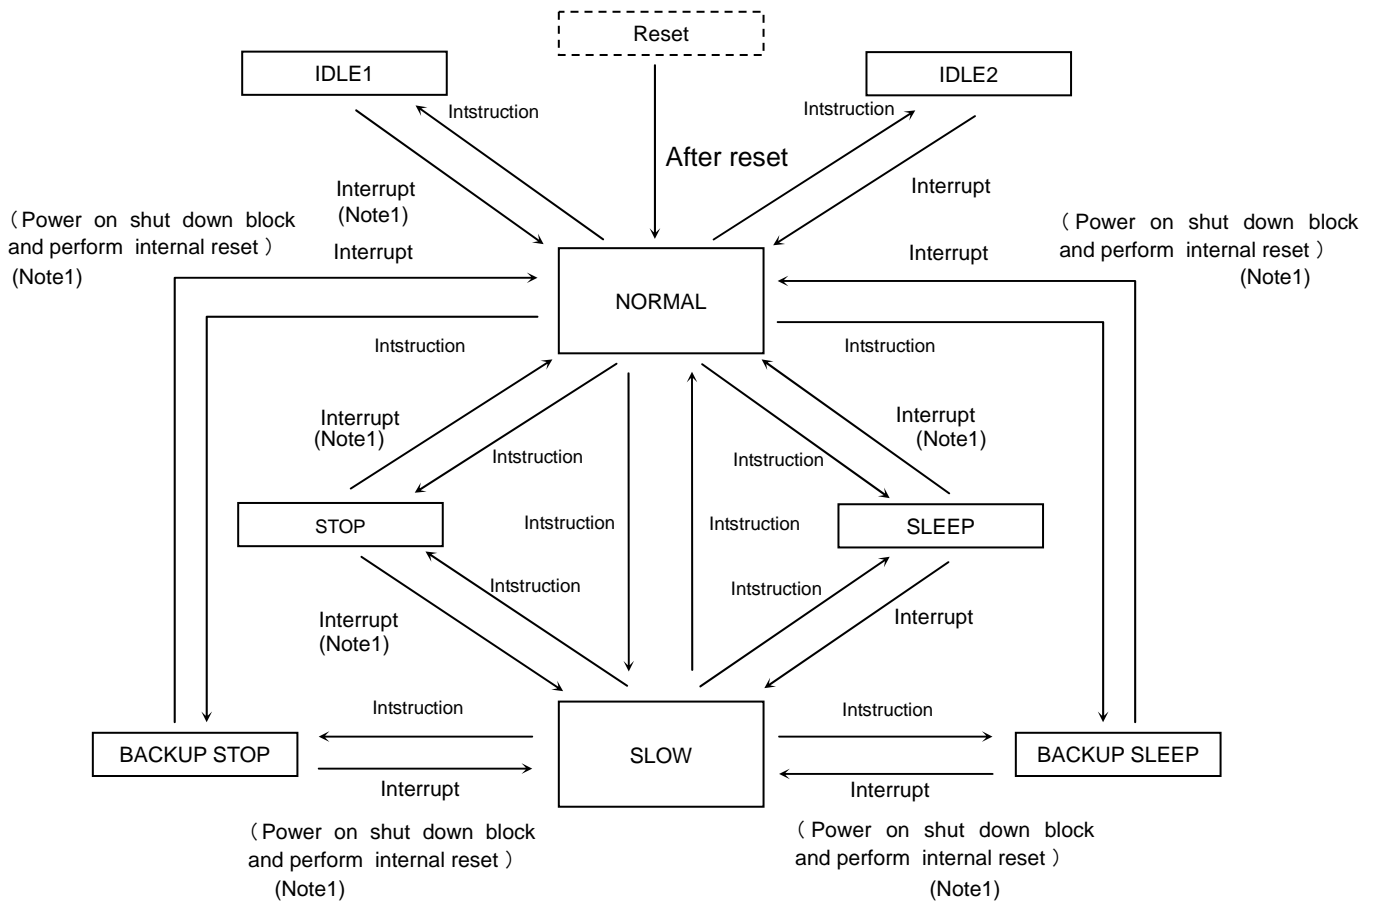 Reset
IDLE1
IDLE2
Intstruction
Intstruction
After reset
Interrupt
(Note1)
Interrupt
（Power on shut down block
and perform internal reset）
(Note1)
Interrupt
Interrupt
（Power on shut down block
and perform internal reset）
(Note1)
NORMAL
Intstruction
Intstruction
Interrupt
(Note1)
Interrupt
(Note1)
Intstruction
Intstruction
STOP
Intstruction
Intstruction
SLEEP
Intstruction
Intstruction
Interrupt
(Note1)
Interrupt
Intstruction
Intstruction
BACKUP STOP
SLOW
BACKUP SLEEP
Interrupt
Interrupt
（Power on shut down block
and perform internal reset）
(Note1)
（Power on shut down block
and perform internal reset）
(Note1)